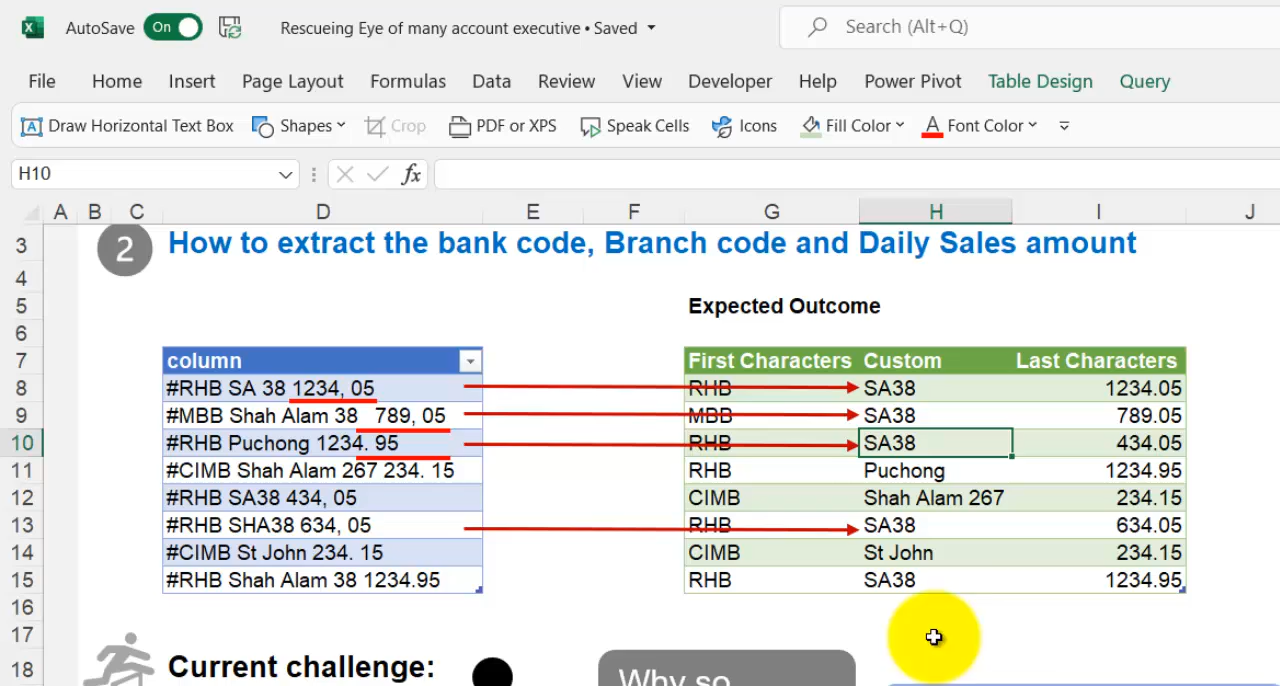 AutoSave On Rescueing Eye of many account executive • Saved Search (Alt+Q)
File Home Insert Page Layout Formulas Data Review View Developer Help Power Pivot Table Design Query
Draw Horizontal Text Box Shapes Crop PDF or XPS Speak Cells Icons Fill Color Font Color
H10 fx
A B C D E F G H I J
3 2 How to extract the bank code, Branch code and Daily Sales amount
4
5 Expected Outcome
6
7 column First Characters Custom Last Characters
8 #RHB SA 38 1234, 05 RHB SA38 1234.05
9 #MBB Shah Alam 38 789, 05 MBB SA38 789.05
10 #RHB Puchong 1234. 95 RHB SA38 434.05
11 #CIMB Shah Alam 267 234. 15 RHB Puchong 1234.95
12 #RHB SA38 434, 05 CIMB Shah Alam 267 234.15
13 #RHB SHA38 634, 05 RHB SA38 634.05
14 #CIMB St John 234. 15 CIMB St John 234.15
15 #RHB Shah Alam 38 1234.95 RHB SA38 1234.95
16
17
18 Current challenge: Why so